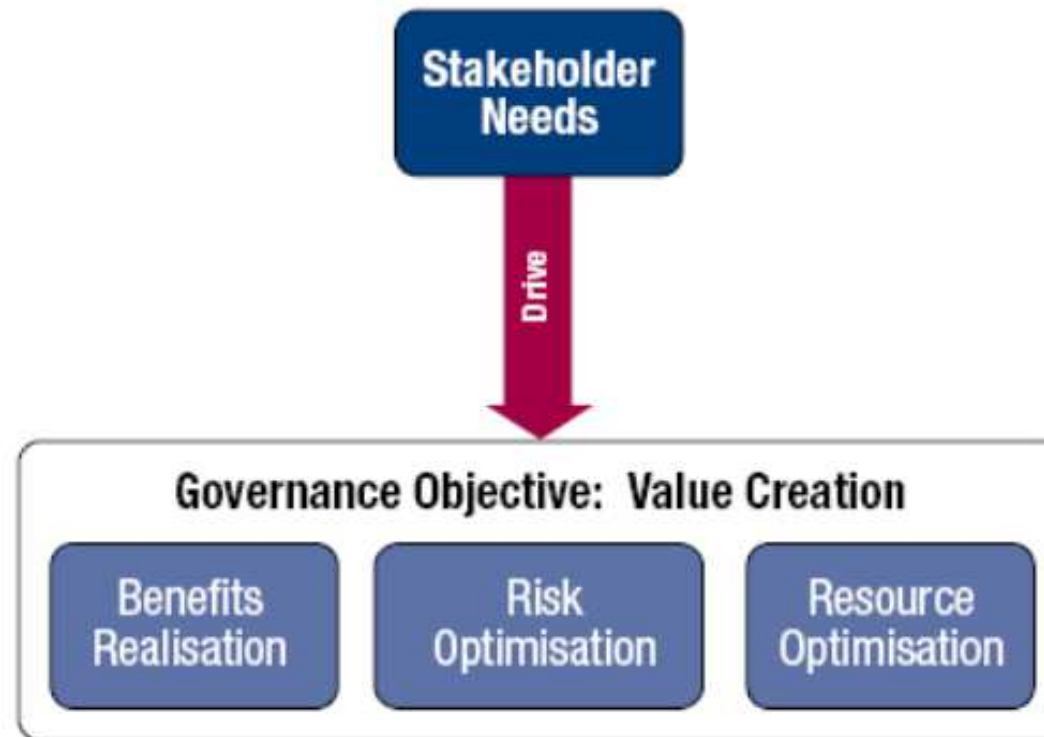 Stakeholder
Needs
Drive
Governance Objective: Value Creation
Benefits
Realisation
Risk
Optimisation
Resource
Optimisation